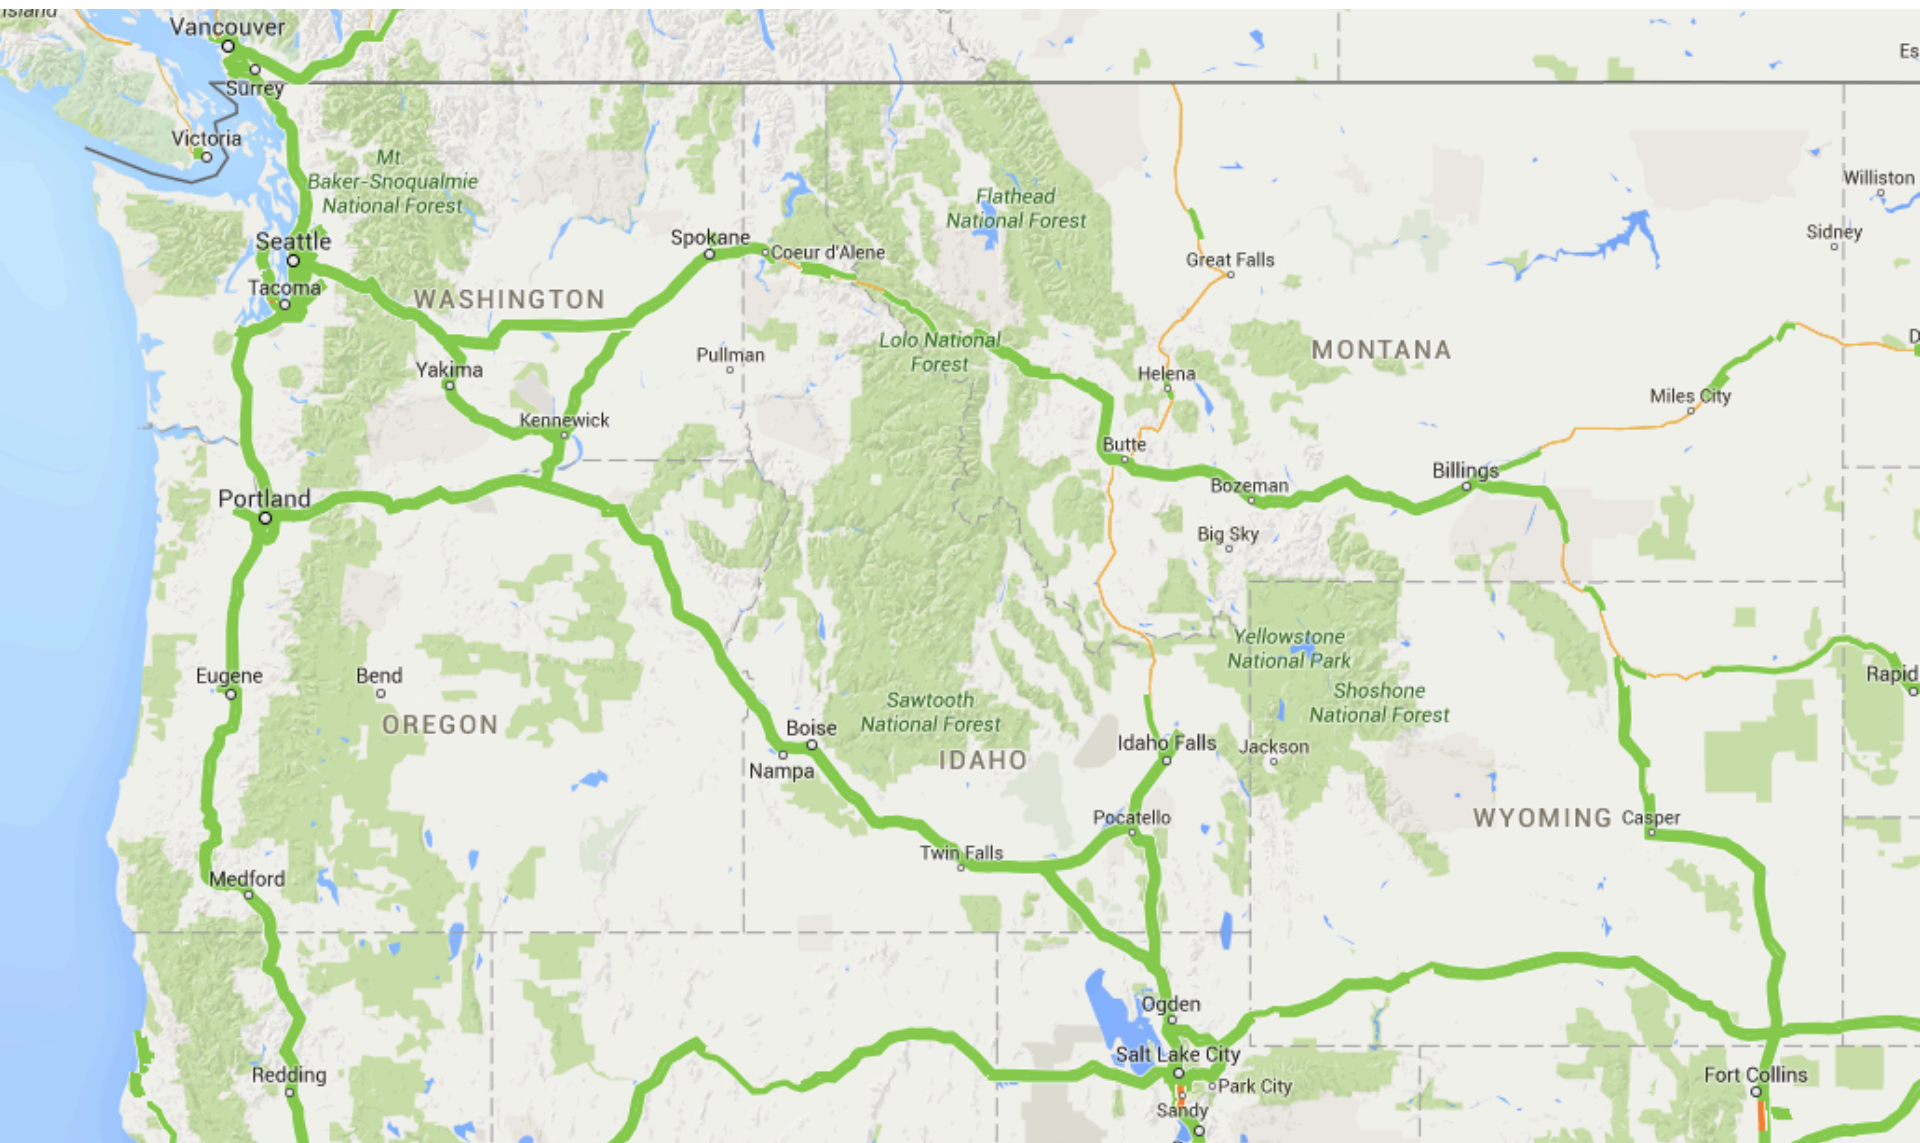 Island
Vancouver
Surrey
Victoria
Mt.
Baker-Snoqualmie
National Forest
Seattle
Tacoma
WASHINGTON
Spokane
Coeur d'Alene
Flathead
National Forest
Great Falls
Williston
Sidney
Es
Lolo National
Forest
Pullman
Yakima
Kennewick
Helena
MONTANA
Miles City
D
Butte
Billings
Bozeman
Big Sky
Portland
Yellowstone
National Park
Shoshone
National Forest
Rapid
Eugene
Bend
OREGON
Sawtooth
National Forest
Boise
Nampa
IDAHO
Idaho Falls
Jackson
Pocatello
WYOMING
Casper
Twin Falls
Medford
Ogden
Salt Lake City
Park City
Sandy
Fort Collins
Redding